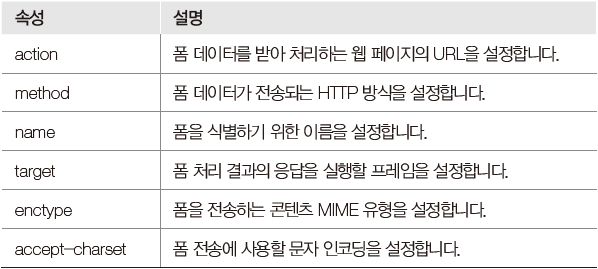 속성 설명
action 폼 데이터를 받아 처리하는 웹 페이지의 URL을 설정합니다.
method 폼 데이터가 전송되는 HTTP 방식을 설정합니다.
name 폼을 식별하기 위한 이름을 설정합니다.
target 폼 처리 결과의 응답을 실행할 프레임을 설정합니다.
enctype 폼을 전송하는 콘텐츠 MIME 유형을 설정합니다.
accept-charset 폼 전송에 사용할 문자 인코딩을 설정합니다.